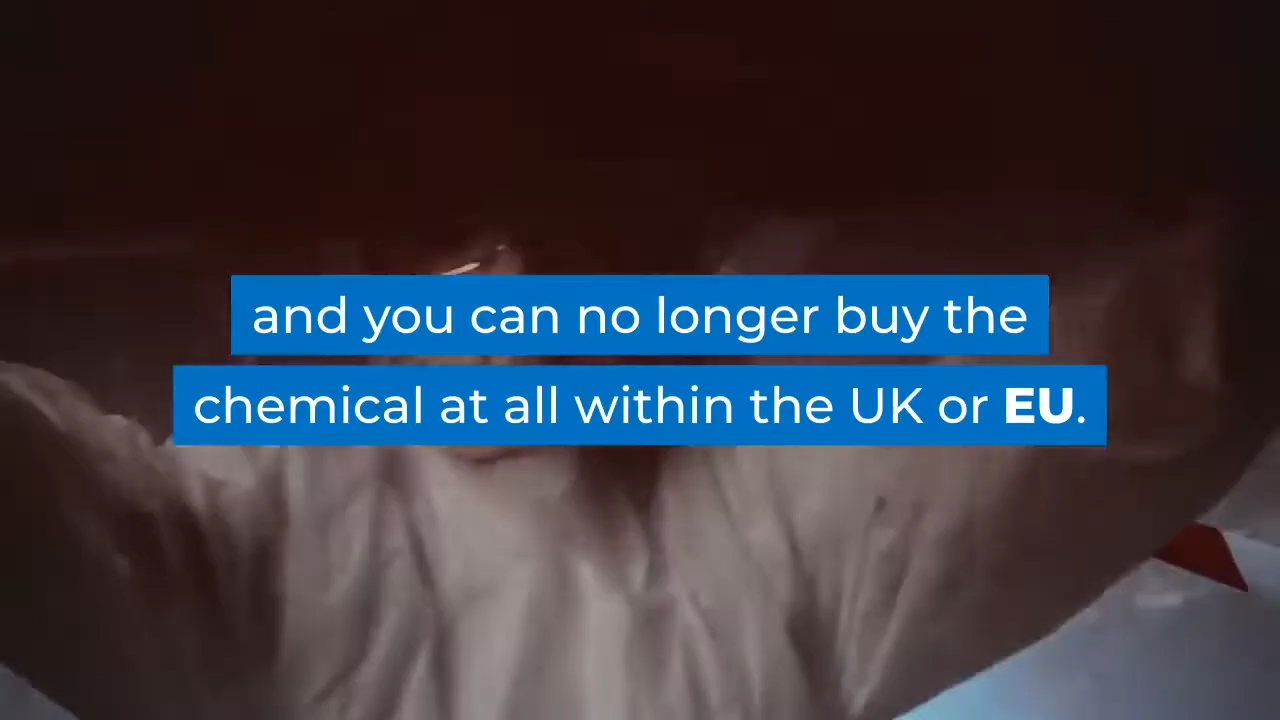 and you can no longer buy the
chemical at all within the UK or EU.